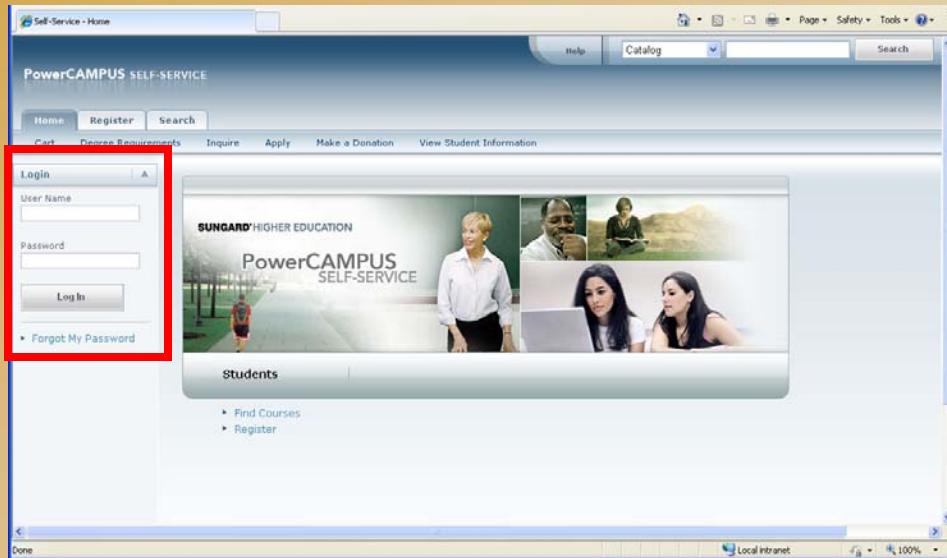 Self-Service - Home
Page Safety Tools
Help Catalog Search
PowerCAMPUS SELF-SERVICE
Home Register Search
Cart Degree Requirements Inquire Apply Make a Donation View Student Information
Login
User Name
Password
Log In
Forgot My Password
SUNGARD' HIGHER EDUCATION
PowerCAMPUS
SELF-SERVICE
Students
Find Courses
Register
Done Local intranet 100%